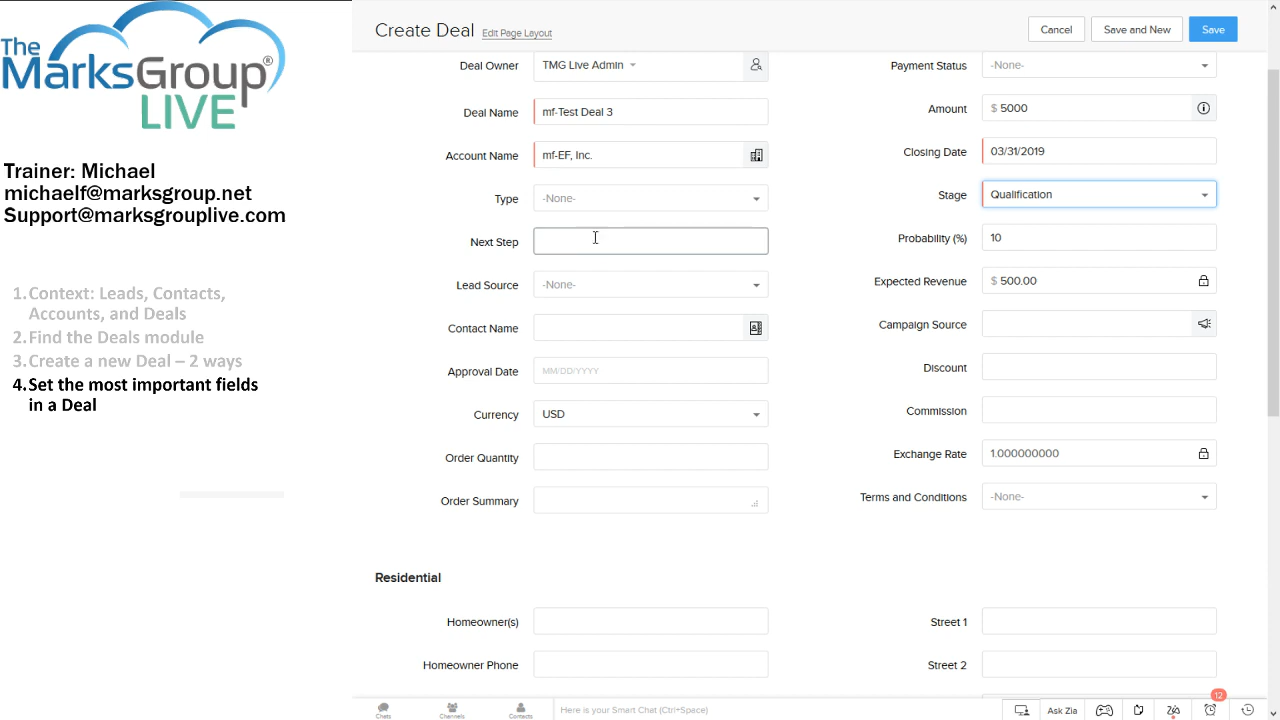 The
MarksGroup®
LIVE
Trainer: Michael
michaelf@marksgroup.net
Support@marksgrouplive.com
1. Context: Leads, Contacts,
Accounts, and Deals
2. Find the Deals module
3. Create a new Deal – 2 ways
4. Set the most important fields
in a Deal
Create Deal Edit Page Layout
Cancel Save and New Save
Deal Owner TMG Live Admin
Payment Status -None-
Deal Name mf-Test Deal 3
Amount $ 5000
Account Name mf-EF, Inc.
Closing Date 03/31/2019
Type -None-
Stage Qualification
Next Step
Probability (%) 10
Lead Source -None-
Expected Revenue $ 500.00
Contact Name
Campaign Source
Approval Date MM/DD/YYYY
Discount
Currency USD
Commission
Order Quantity
Exchange Rate 1.000000000
Order Summary
Terms and Conditions -None-
Residential
Homeowner(s)
Street 1
Homeowner Phone
Street 2
Chats Channels Contacts Here is your Smart Chat (Ctrl+Space) Ask Zia 12